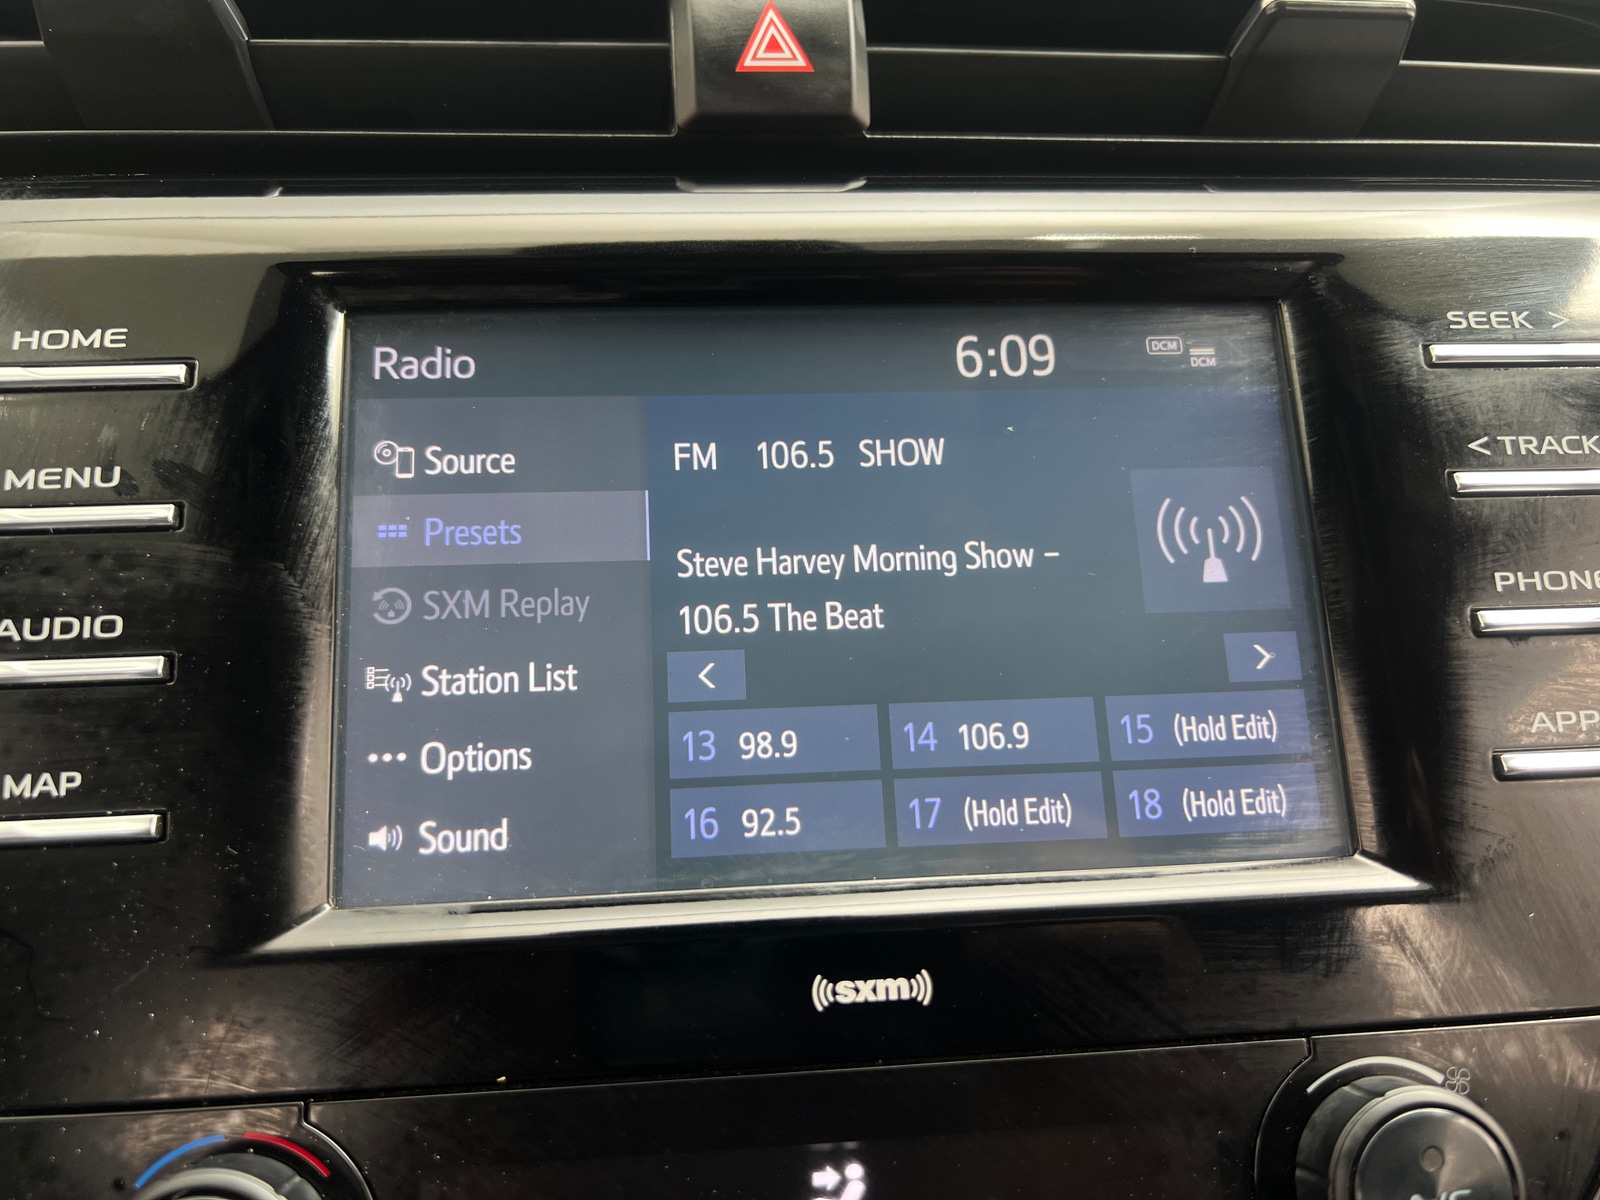 HOME
MENU
AUDIO
MAP
Radio
6:09
DCM
DCM
Source
Presets
SXM Replay
Station List
Options
Sound
FM 106.5 SHOW
Steve Harvey Morning Show –
106.5 The Beat
<
>
13 98.9
14 106.9
15 (Hold Edit)
16 92.5
17 (Hold Edit)
18 (Hold Edit)
SEEK >
< TRACK
PHONE
APP
sxm